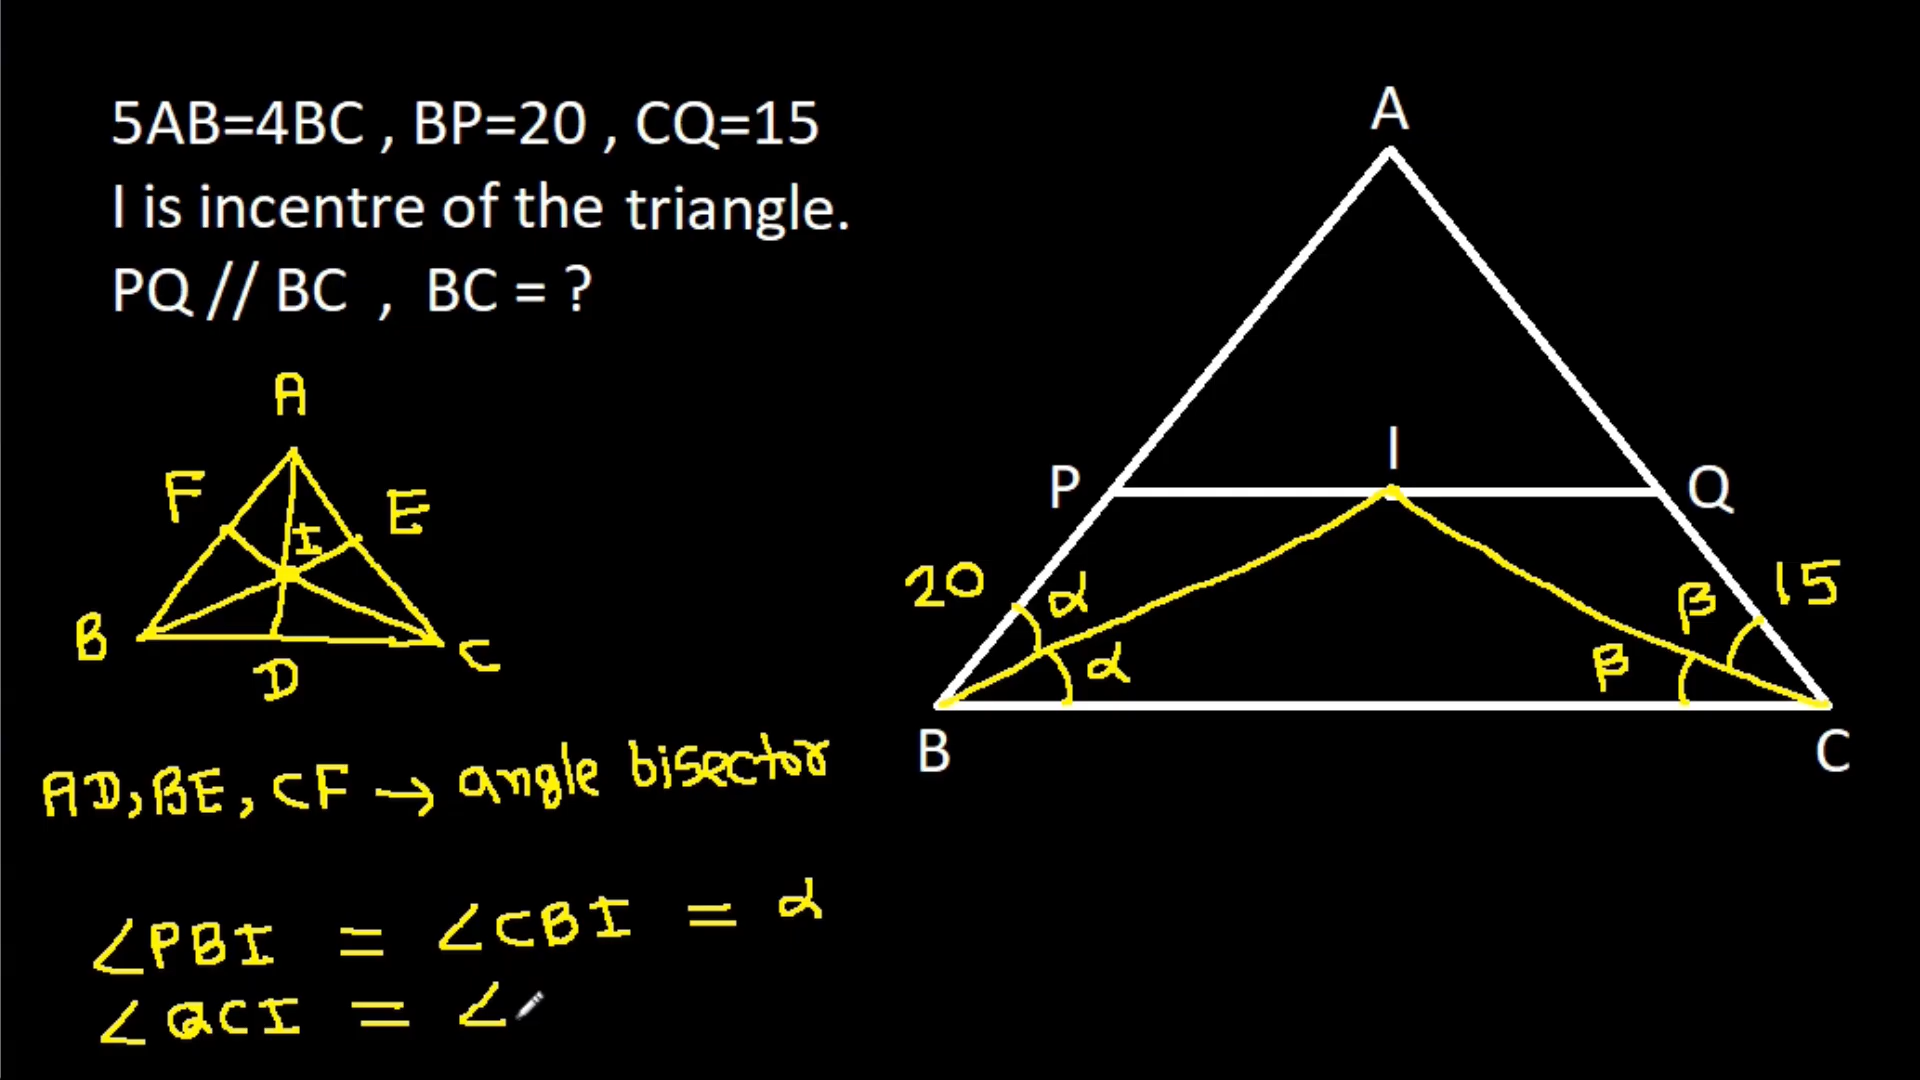 5AB=4BC , BP=20 , CQ=15
I is incentre of the triangle.
PQ // BC , BC = ?
A
F
E
I
B
D
C
AD, BE, CF → angle bisector
∠PBI = ∠CBI = α
∠QCI = ∠
A
I
P
Q
20
α
β
15
α
β
B
C